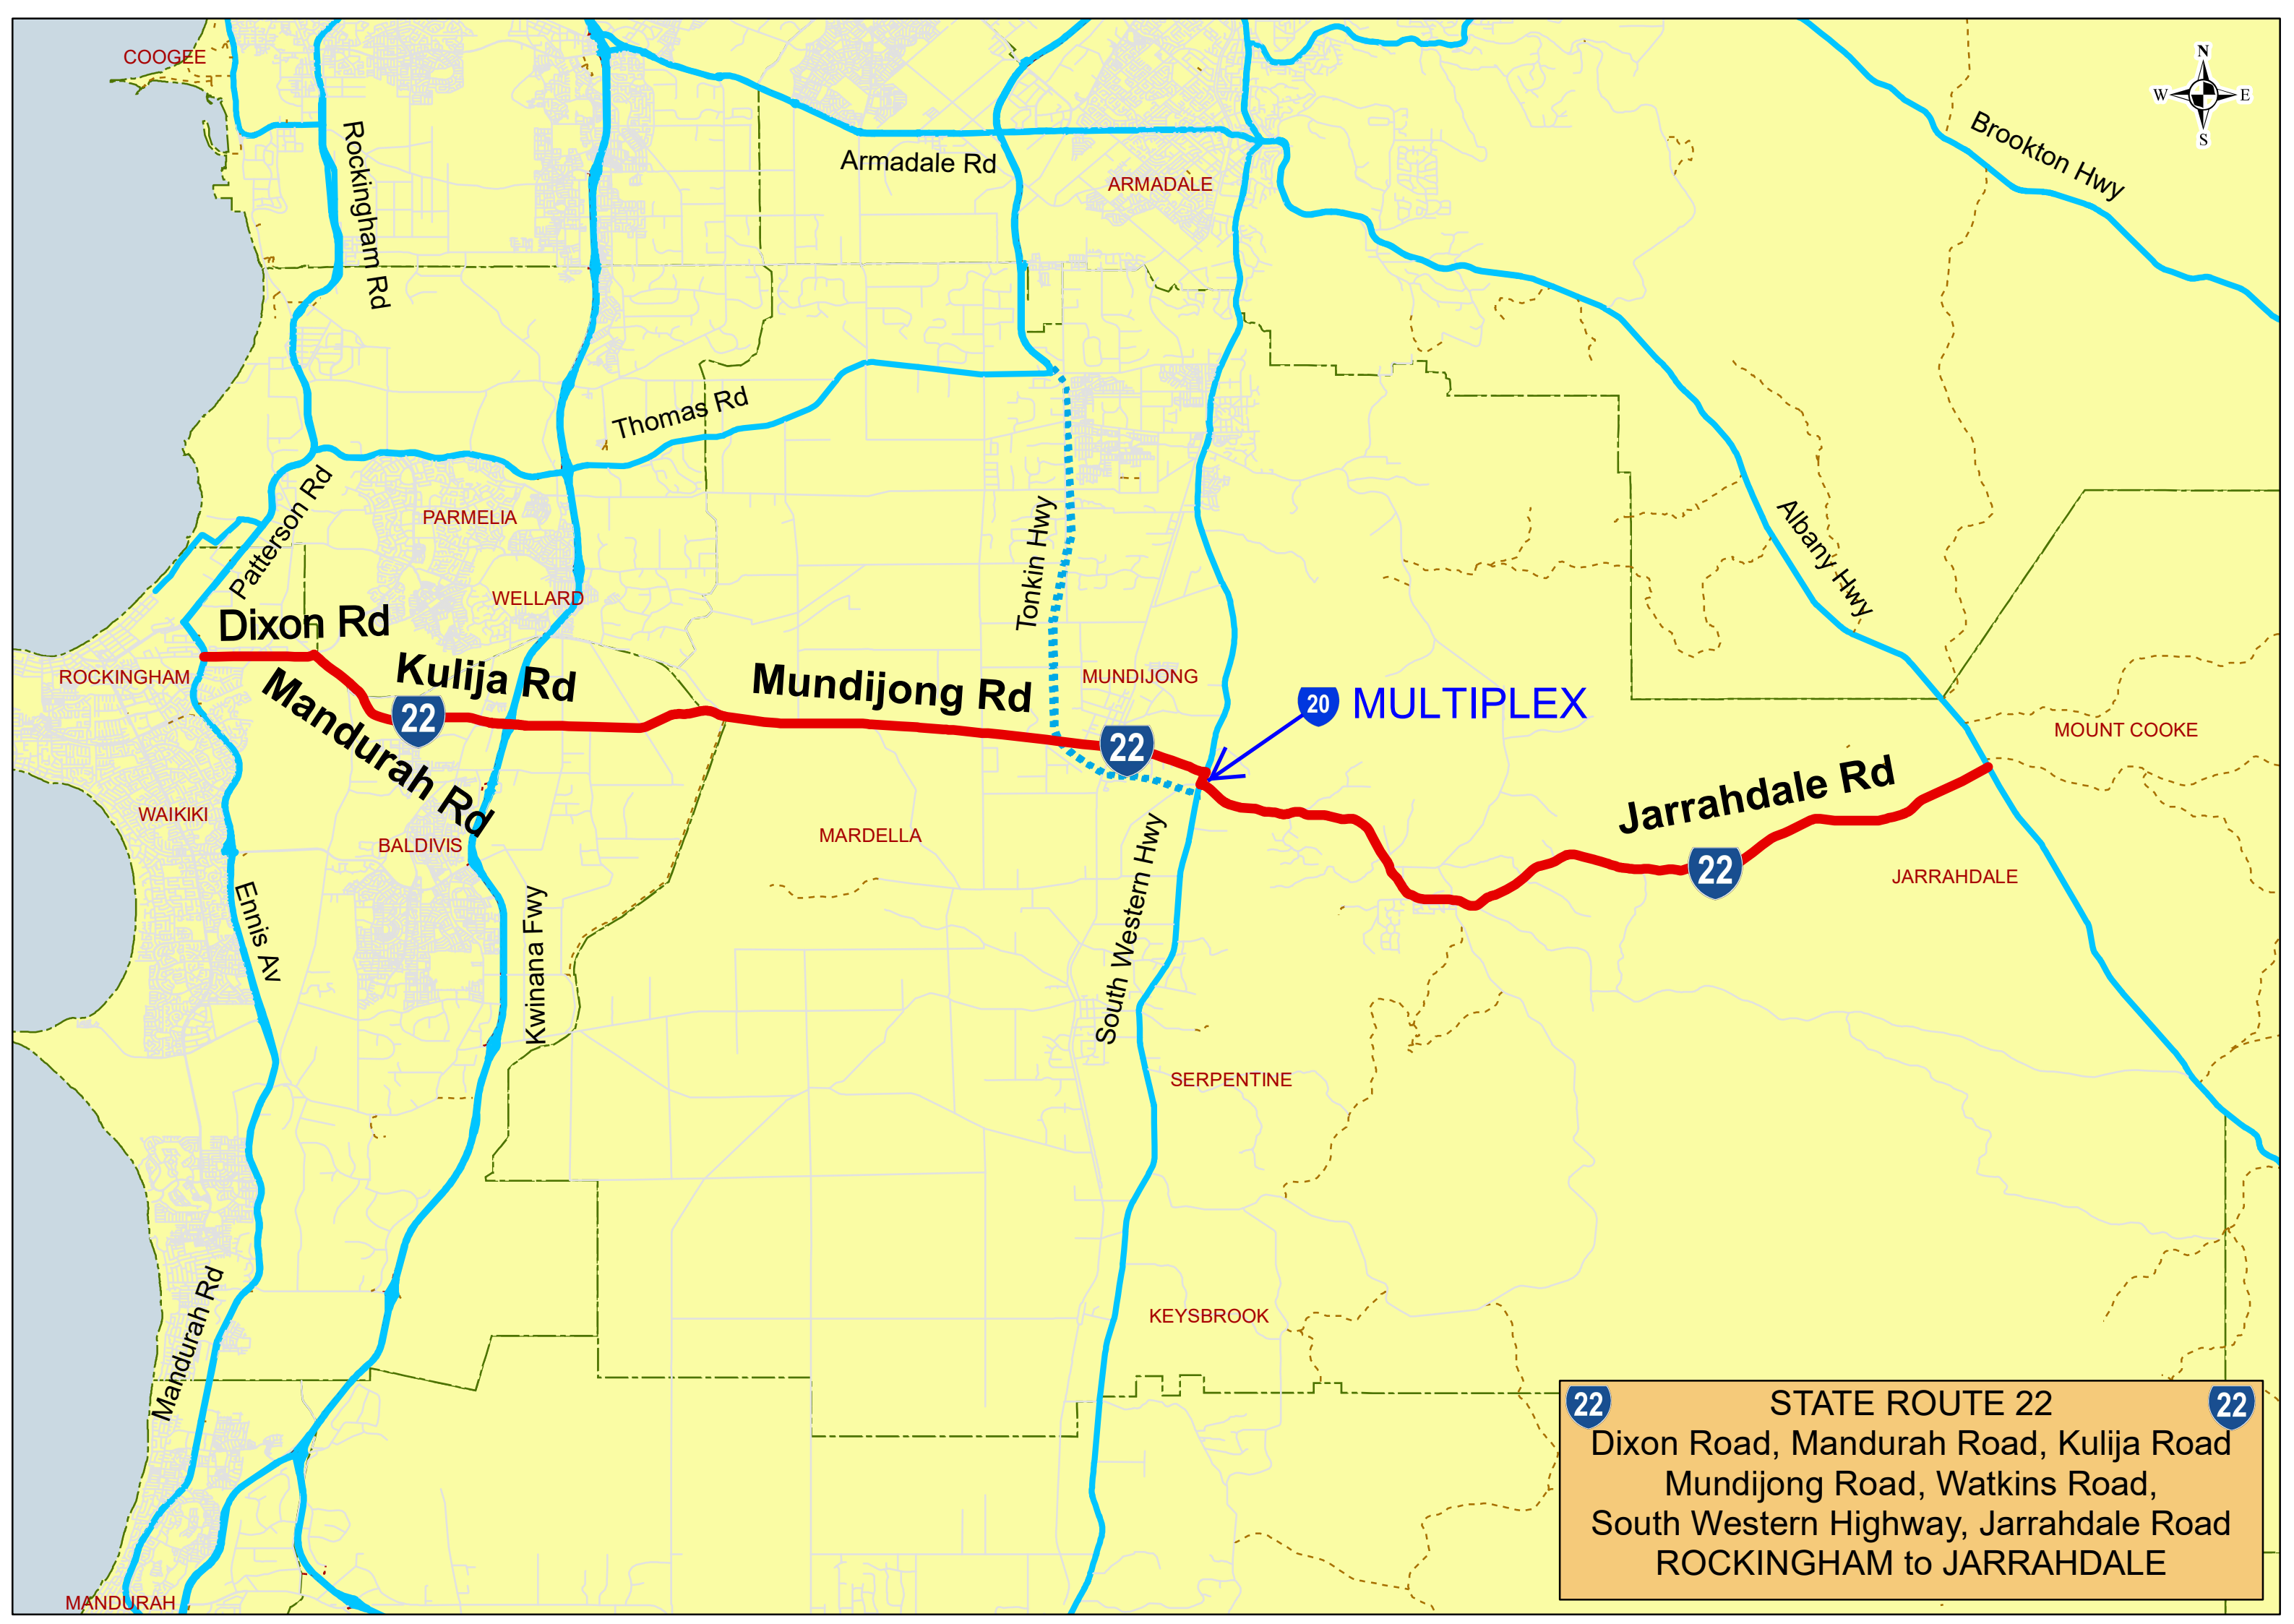 COOGEE
N
W
E
S
Brookton Hwy
Rockingham Rd
Armadale Rd
ARMADALE
Thomas Rd
Patterson Rd
PARMELIA
Tonkin Hwy
Albany Hwy
WELLARD
Dixon Rd
ROCKINGHAM
Kulija Rd
Mundijong Rd
MUNDIJONG
20
MULTIPLEX
22
22
MOUNT COOKE
Mandurah Rd
Jarrahdale Rd
WAIKIKI
BALDIVIS
MARDELLA
22
JARRAHDALE
Ennis Av
Kwinana Fwy
South Western Hwy
SERPENTINE
KEYSBROOK
Mandurah Rd
MANDURAH
22
STATE ROUTE 22
22
Dixon Road, Mandurah Road, Kulija Road
Mundijong Road, Watkins Road,
South Western Highway, Jarrahdale Road
ROCKINGHAM to JARRAHDALE